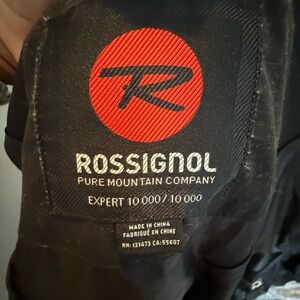 R
ROSSIGNOL
PURE MOUNTAIN COMPANY
EXPERT 10 000/10 000
MADE IN CHINA
FABRIQUÉ EN CHINE
RN:131473 CA:55607